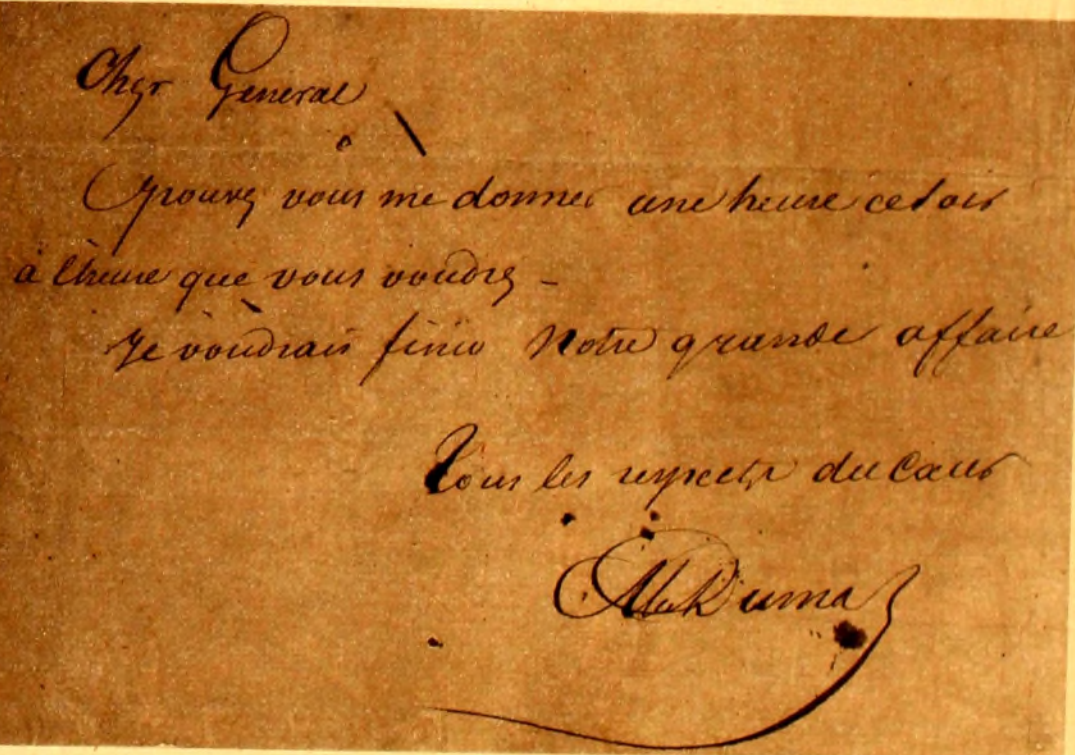 Cher General
pouvez vous me donner une heure ce soir
à l'heure que vous voudrez -
Je voudrais finir Notre grande affaire
Tous les respects du cœur
Alex Dumas